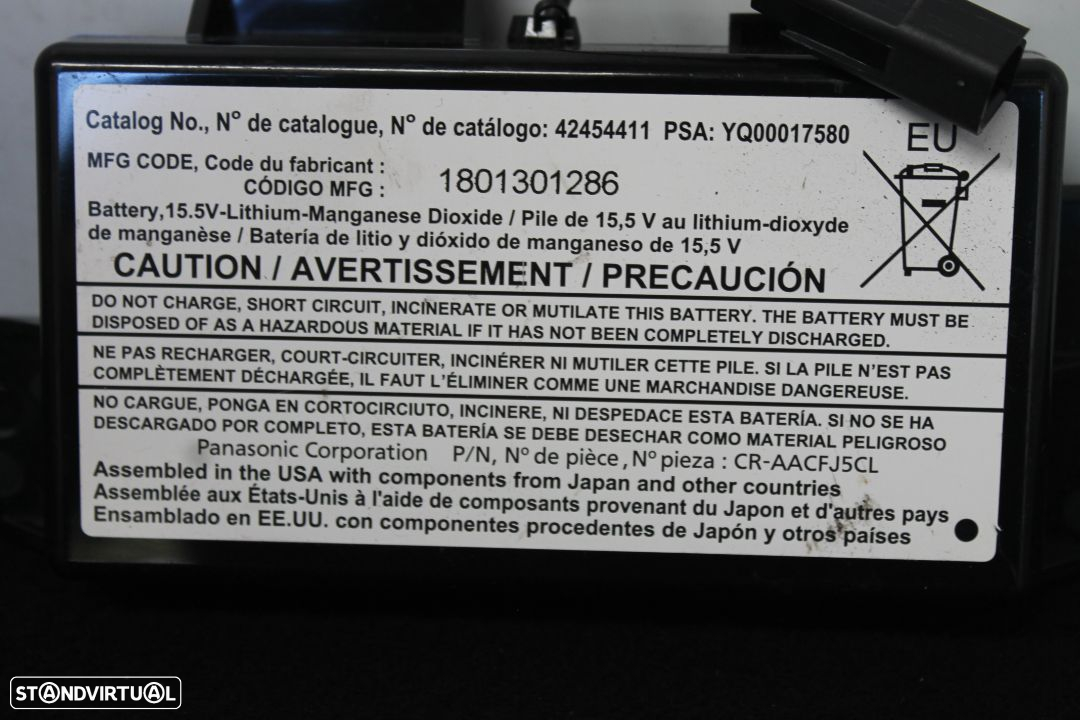 Catalog No., Nº de catalogue, Nº de catálogo: 42454411 PSA: YQ00017580
EU
MFG CODE, Code du fabricant :
CÓDIGO MFG : 1801301286
Battery,15.5V-Lithium-Manganese Dioxide / Pile de 15,5 V au lithium-dioxyde
de manganèse / Batería de litio y dióxido de manganeso de 15,5 V
CAUTION / AVERTISSEMENT / PRECAUCIÓN
DO NOT CHARGE, SHORT CIRCUIT, INCINERATE OR MUTILATE THIS BATTERY. THE BATTERY MUST BE
DISPOSED OF AS A HAZARDOUS MATERIAL IF IT HAS NOT BEEN COMPLETELY DISCHARGED.
NE PAS RECHARGER, COURT-CIRCUITER, INCINÉRER NI MUTILER CETTE PILE. SI LA PILE N'EST PAS
COMPLÈTEMENT DÉCHARGÉE, IL FAUT L'ÉLIMINER COMME UNE MARCHANDISE DANGEREUSE.
NO CARGUE, PONGA EN CORTOCIRCUTO, INCINERE, NI DESPEDACE ESTA BATERÍA. SI NO SE HA
DESCARGADO POR COMPLETO, ESTA BATERÍA SE DEBE DESECHAR COMO MATERIAL PELIGROSO
Panasonic Corporation P/N, Nº de pièce, Nº pieza : CR-AACFJ5CL
Assembled in the USA with components from Japan and other countries
Assemblée aux États-Unis à l'aide de composants provenant du Japon et d'autres pays
Ensamblado en EE.UU. con componentes procedentes de Japón y otros países
STANDVIRTUAL